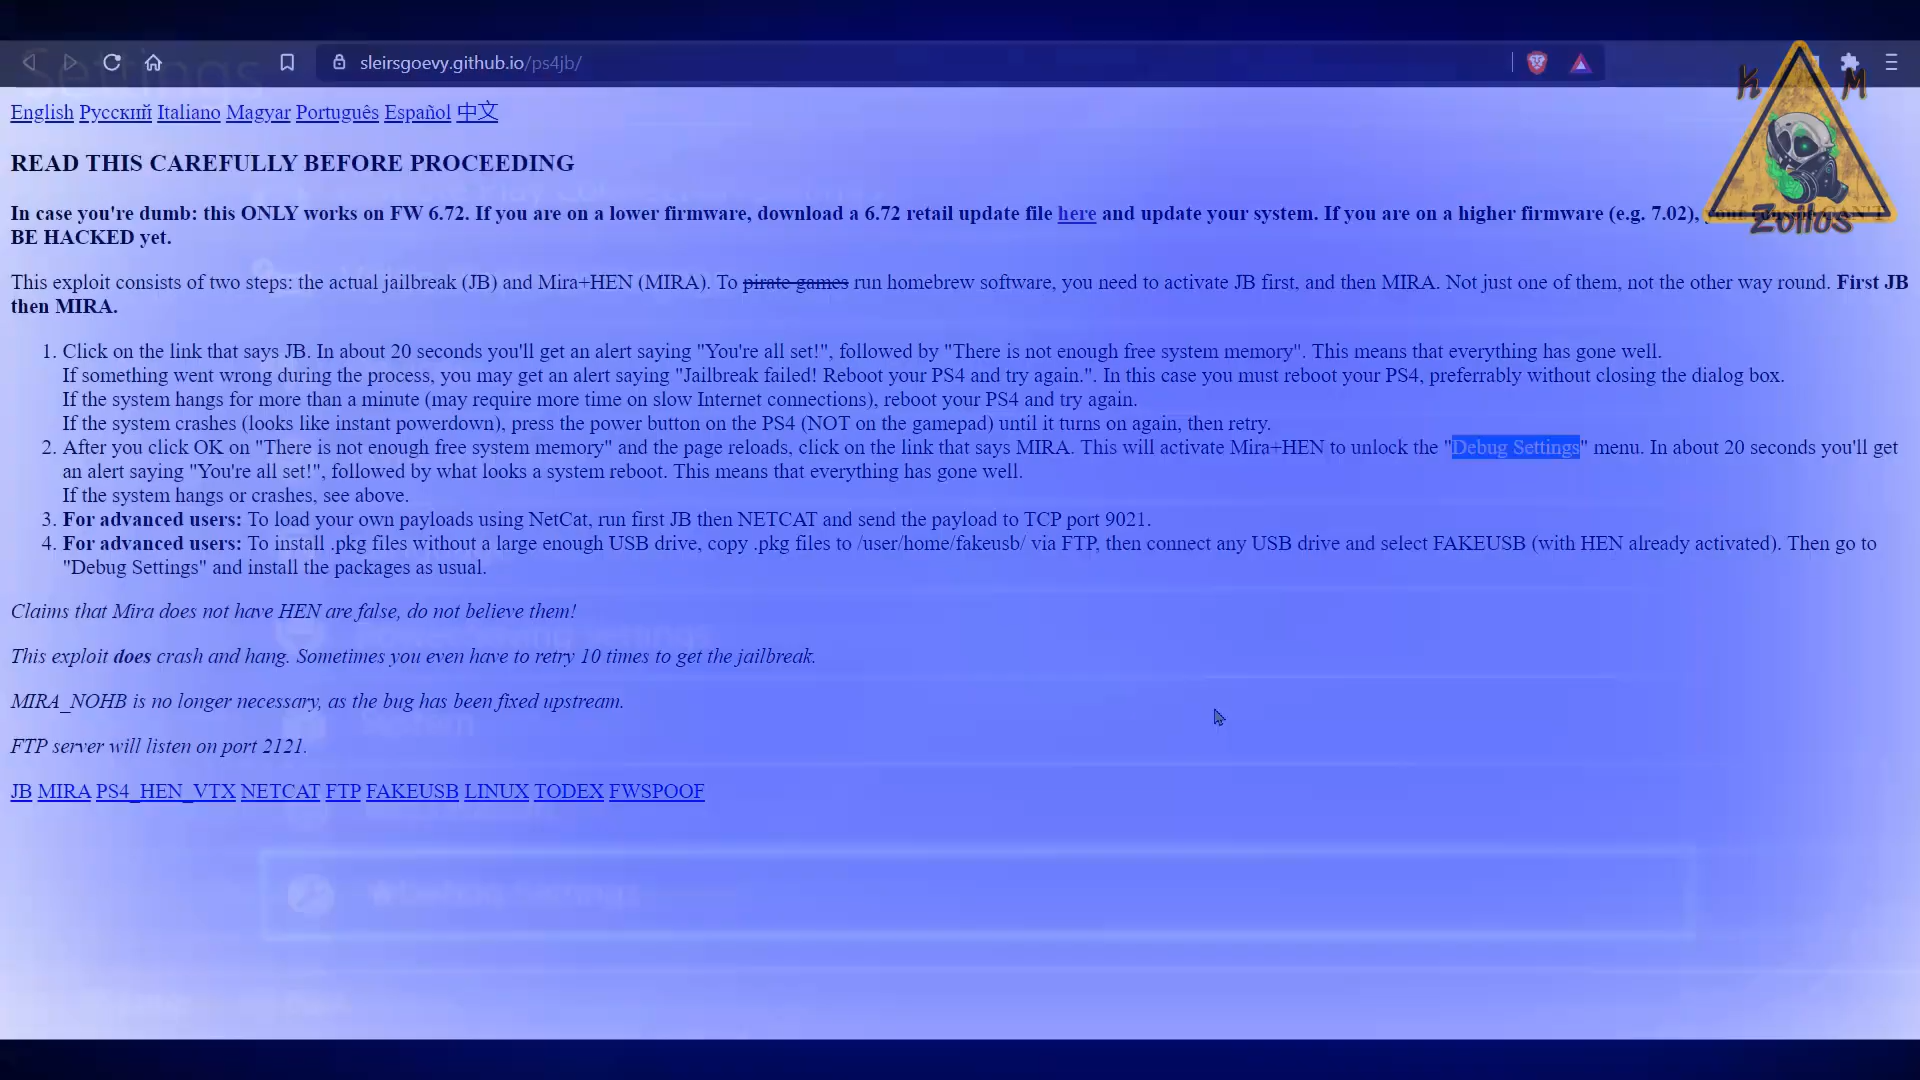 Settings
sleirsgoevy.github.io/ps4jb/
K M
English Русский Italiano Magyar Português Español 中文
READ THIS CAREFULLY BEFORE PROCEEDING
In case you're dumb: this ONLY works on FW 6.72. If you are on a lower firmware, download a 6.72 retail update file here and update your system. If you are on a higher firmware (e.g. 7.02),
BE HACKED yet.
Zoilus
This exploit consists of two steps: the actual jailbreak (JB) and Mira+HEN (MIRA). To pirate games run homebrew software, you need to activate JB first, and then MIRA. Not just one of them, not the other way round. First JB
then MIRA.
1. Click on the link that says JB. In about 20 seconds you'll get an alert saying "You're all set!", followed by "There is not enough free system memory". This means that everything has gone well.
If something went wrong during the process, you may get an alert saying "Jailbreak failed! Reboot your PS4 and try again.". In this case you must reboot your PS4, preferrably without closing the dialog box.
If the system hangs for more than a minute (may require more time on slow Internet connections), reboot your PS4 and try again.
If the system crashes (looks like instant powerdown), press the power button on the PS4 (NOT on the gamepad) until it turns on again, then retry.
2. After you click OK on "There is not enough free system memory" and the page reloads, click on the link that says MIRA. This will activate Mira+HEN to unlock the "Debug Settings" menu. In about 20 seconds you'll get
an alert saying "You're all set!", followed by what looks a system reboot. This means that everything has gone well.
If the system hangs or crashes, see above.
3. For advanced users: To load your own payloads using NetCat, run first JB then NETCAT and send the payload to TCP port 9021.
4. For advanced users: To install .pkg files without a large enough USB drive, copy .pkg files to /user/home/fakeusb/ via FTP, then connect any USB drive and select FAKEUSB (with HEN already activated). Then go to
"Debug Settings" and install the packages as usual.
Claims that Mira does not have HEN are false, do not believe them!
Power Saving Settings
This exploit does crash and hang. Sometimes you even have to retry 10 times to get the jailbreak.
MIRA_NOHB is no longer necessary, as the bug has been fixed upstream.
System
FTP server will listen on port 2121.
JB MIRA PS4_HEN_VTX NETCAT FTP FAKEUSB LINUX TODEX FWSPOOF
★Debug Settings